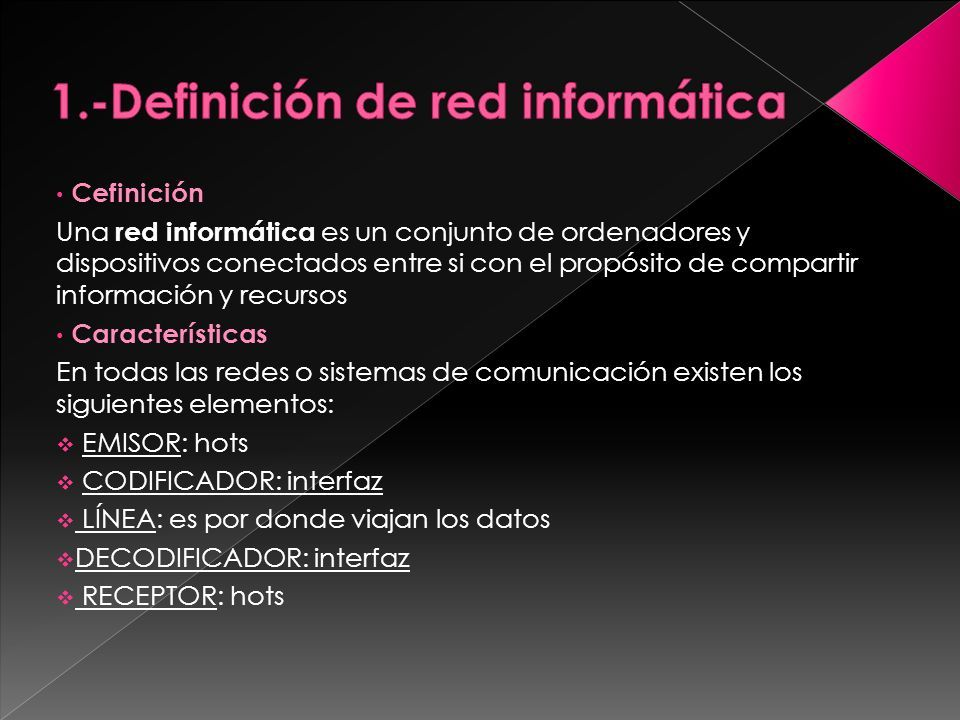 1.-Definición de red informática
• Cefinición
Una red informática es un conjunto de ordenadores y
dispositivos conectados entre si con el propósito de compartir
información y recursos
• Características
En todas las redes o sistemas de comunicación existen los
siguientes elementos:
❖ EMISOR: hots
❖ CODIFICADOR: interfaz
❖ LÍNEA: es por donde viajan los datos
❖DECODIFICADOR: interfaz
❖ RECEPTOR: hots